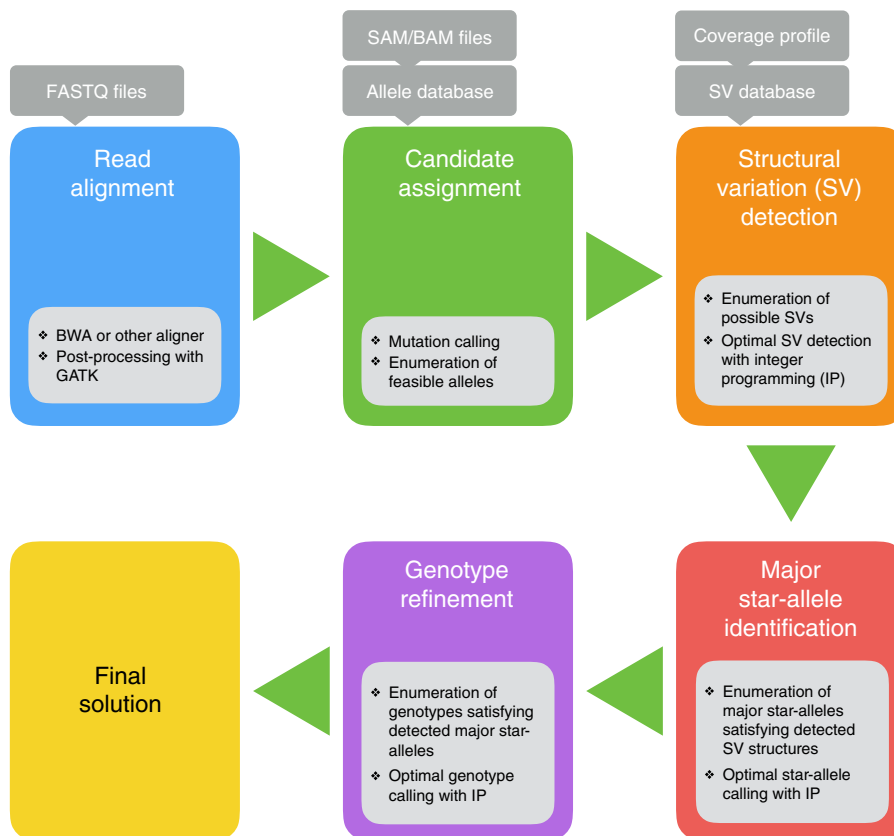 FASTQ files
Read
alignment
❖ BWA or other aligner
❖ Post-processing with
GATK
SAM/BAM files
Allele database
Candidate
assignment
❖ Mutation calling
❖ Enumeration of
feasible alleles
Coverage profile
SV database
Structural
variation (SV)
detection
❖ Enumeration of
possible SVs
❖ Optimal SV detection
with integer
programming (IP)
Major
star-allele
identification
❖ Enumeration of
major star-alleles
satisfying detected
SV structures
❖ Optimal star-allele
calling with IP
Genotype
refinement
❖ Enumeration of
genotypes satisfying
detected major star-
alleles
❖ Optimal genotype
calling with IP
Final
solution